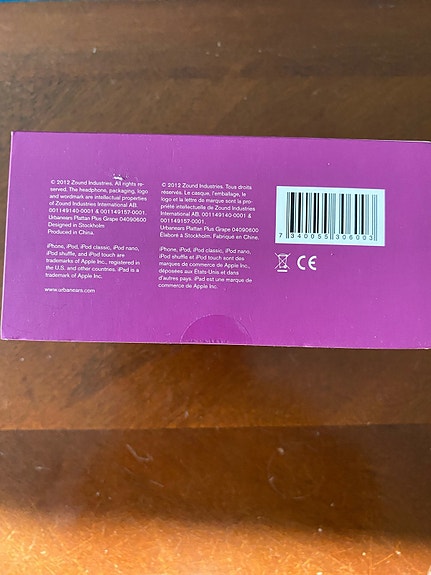 © 2012 Zound Industries. All rights re-
served. The headphone, packaging, logo
and wordmark are intellectual properties
of Zound Industries International AB.
001149140-0001 & 001149157-0001.
Urbanears Plattan Plus Grape 04090600
Designed in Stockholm
Produced in China.
iPhone, iPod, iPod classic, iPod nano,
iPod shuffle, and iPod touch are
trademarks of Apple Inc., registered in
the U.S. and other countries. iPad is a
trademark of Apple Inc.
www.urbanears.com
© 2012 Zound Industries. Tous droits
réservés. Le casque, l'emballage, le
logo et la lettre de marque sont la pro-
priété intellectuelle de Zound Industries
International AB. 001149140-0001 &
001149157-0001.
Urbanears Plattan Plus Grape 04090600
Élaboré à Stockholm. Fabriqué en China.
iPhone, iPod, iPod classic, iPod nano,
iPod shuffle et iPod touch sont des
marques de commerce de Apple Inc.,
déposées aux États-Unis et dans
d'autres pays. iPad est une marque
de commerce de Apple Inc.
7 340055 306003
CE